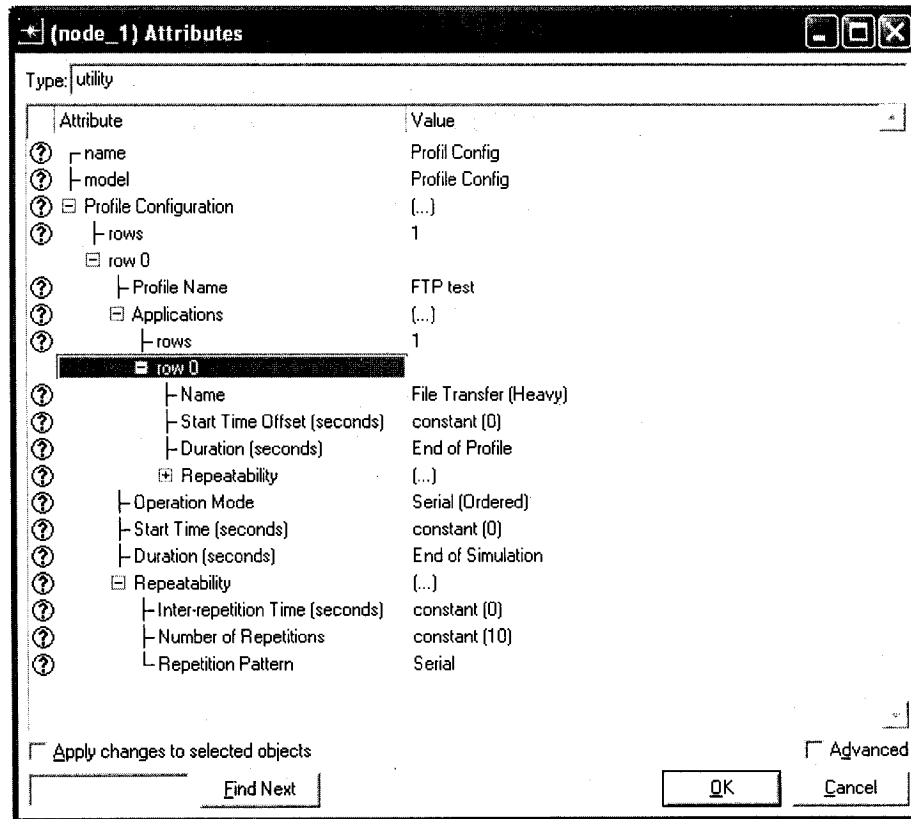 (node_1) Attributes
Type: utility
Attribute Value
name Profil Config
model Profile Config
Profile Configuration (...)
rows 1
row 0
Profile Name FTP test
Applications (...)
rows 1
row 0
Name File Transfer (Heavy)
Start Time Offset (seconds) constant (0)
Duration (seconds) End of Profile
Repeatability (...)
Operation Mode Serial (Ordered)
Start Time (seconds) constant (0)
Duration (seconds) End of Simulation
Repeatability (...)
Inter-repetition Time (seconds) constant (0)
Number of Repetitions constant (10)
Repetition Pattern Serial
Apply changes to selected objects Advanced
Find Next OK Cancel